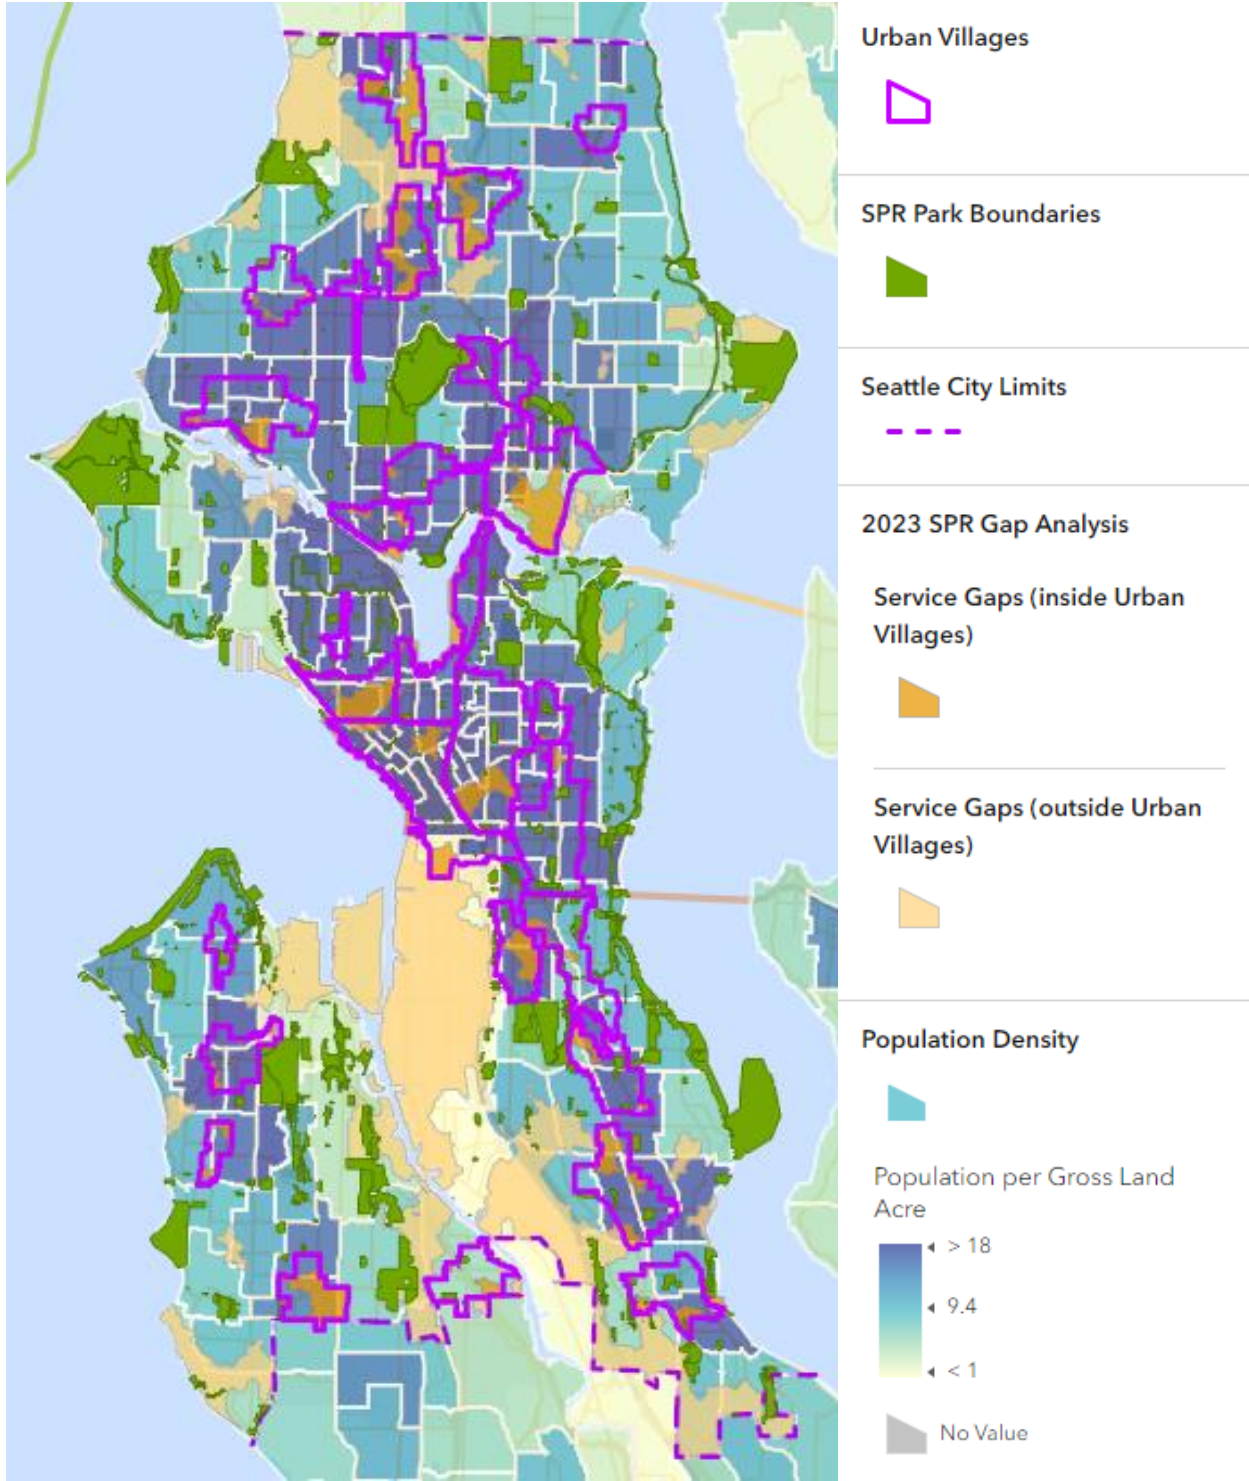 Urban Villages
SPR Park Boundaries
Seattle City Limits
2023 SPR Gap Analysis
Service Gaps (inside Urban
Villages)
Service Gaps (outside Urban
Villages)
Population Density
Population per Gross Land
Acre
> 18
9.4
< 1
No Value